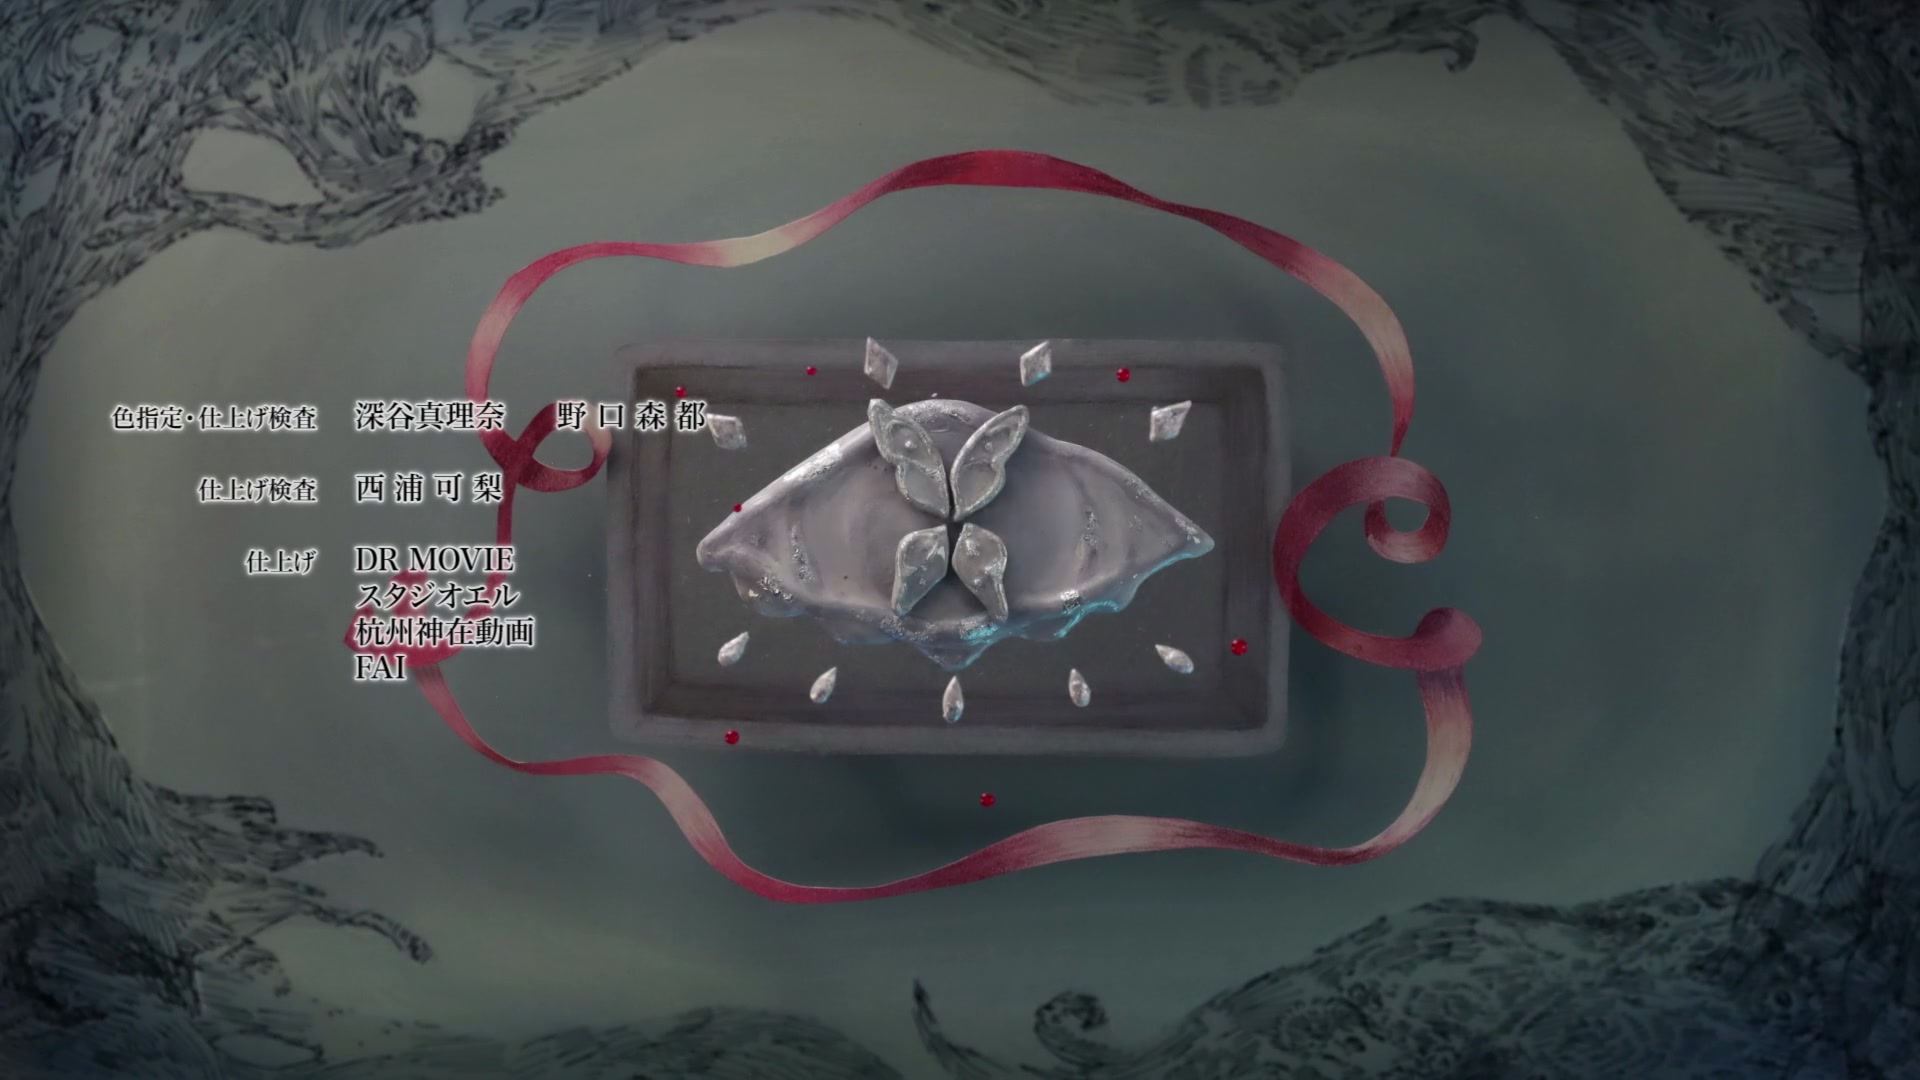 色指定・仕上げ検査 深谷真理奈 野口森都
仕上げ検査 西浦可梨
仕上げ DR MOVIE
スタジオエル
杭州神在動画
FAI